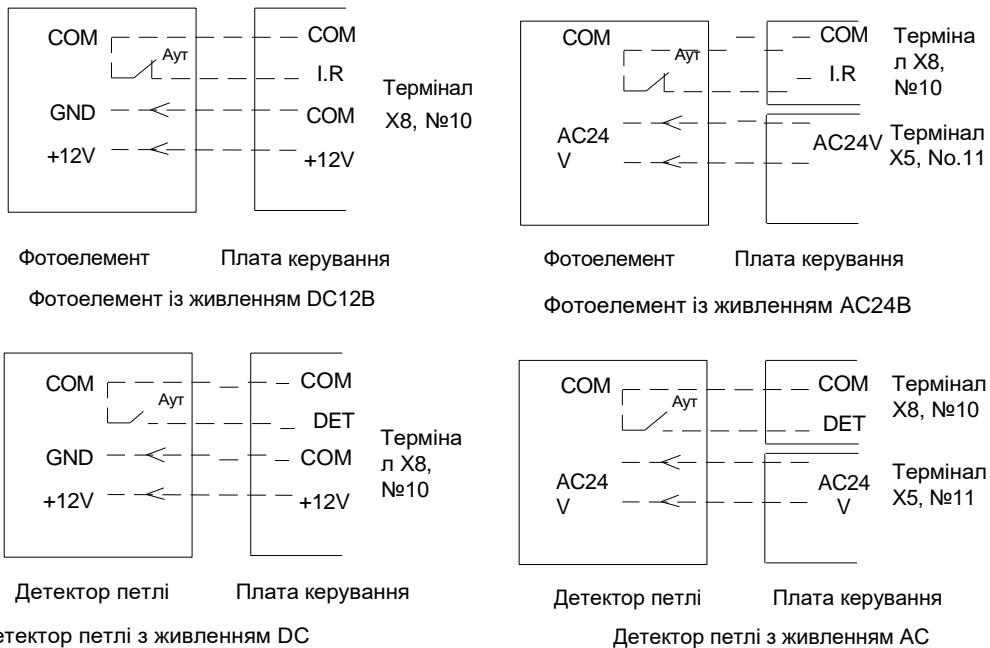 COM
Аут
GND
+12V
COM
I.R
COM
+12V
Термінал
X8, №10
Фотоелемент
Плата керування
Фотоелемент із живленням DC12В
COM
Аут
AC24
V
COM
I.R
AC24V
Терміна
л X8,
№10
Термінал
X5, No.11
Фотоелемент
Плата керування
Фотоелемент із живленням AC24В
COM
Аут
GND
+12V
COM
DET
COM
+12V
Терміна
л X8,
№10
Детектор петлі
Плата керування
етектор петлі з живленням DC
COM
Аут
AC24
V
COM
DET
AC24
V
Термінал
X8, №10
Термінал
X5, №11
Детектор петлі
Плата керування
Детектор петлі з живленням AC